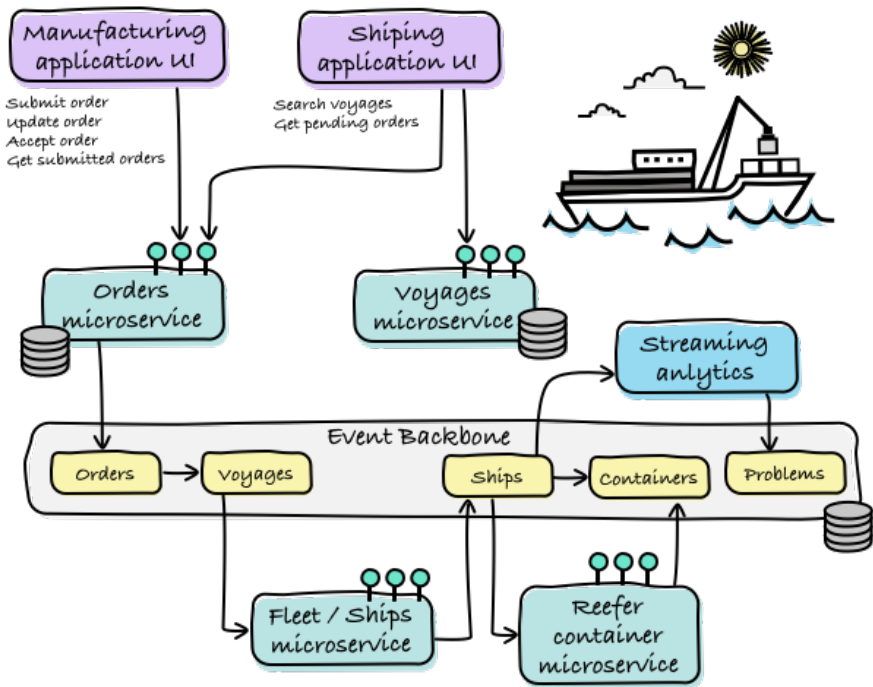 Manufacturing
application UI
Shiping
application UI
Submit order
Update order
Accept order
Get submitted orders
Search voyages
Get pending orders
Orders
microservice
Voyages
microservice
Streaming
anlytics
Event Backbone
Orders
Voyages
Ships
Containers
Problems
Fleet / Ships
microservice
Reefer
container
microservice